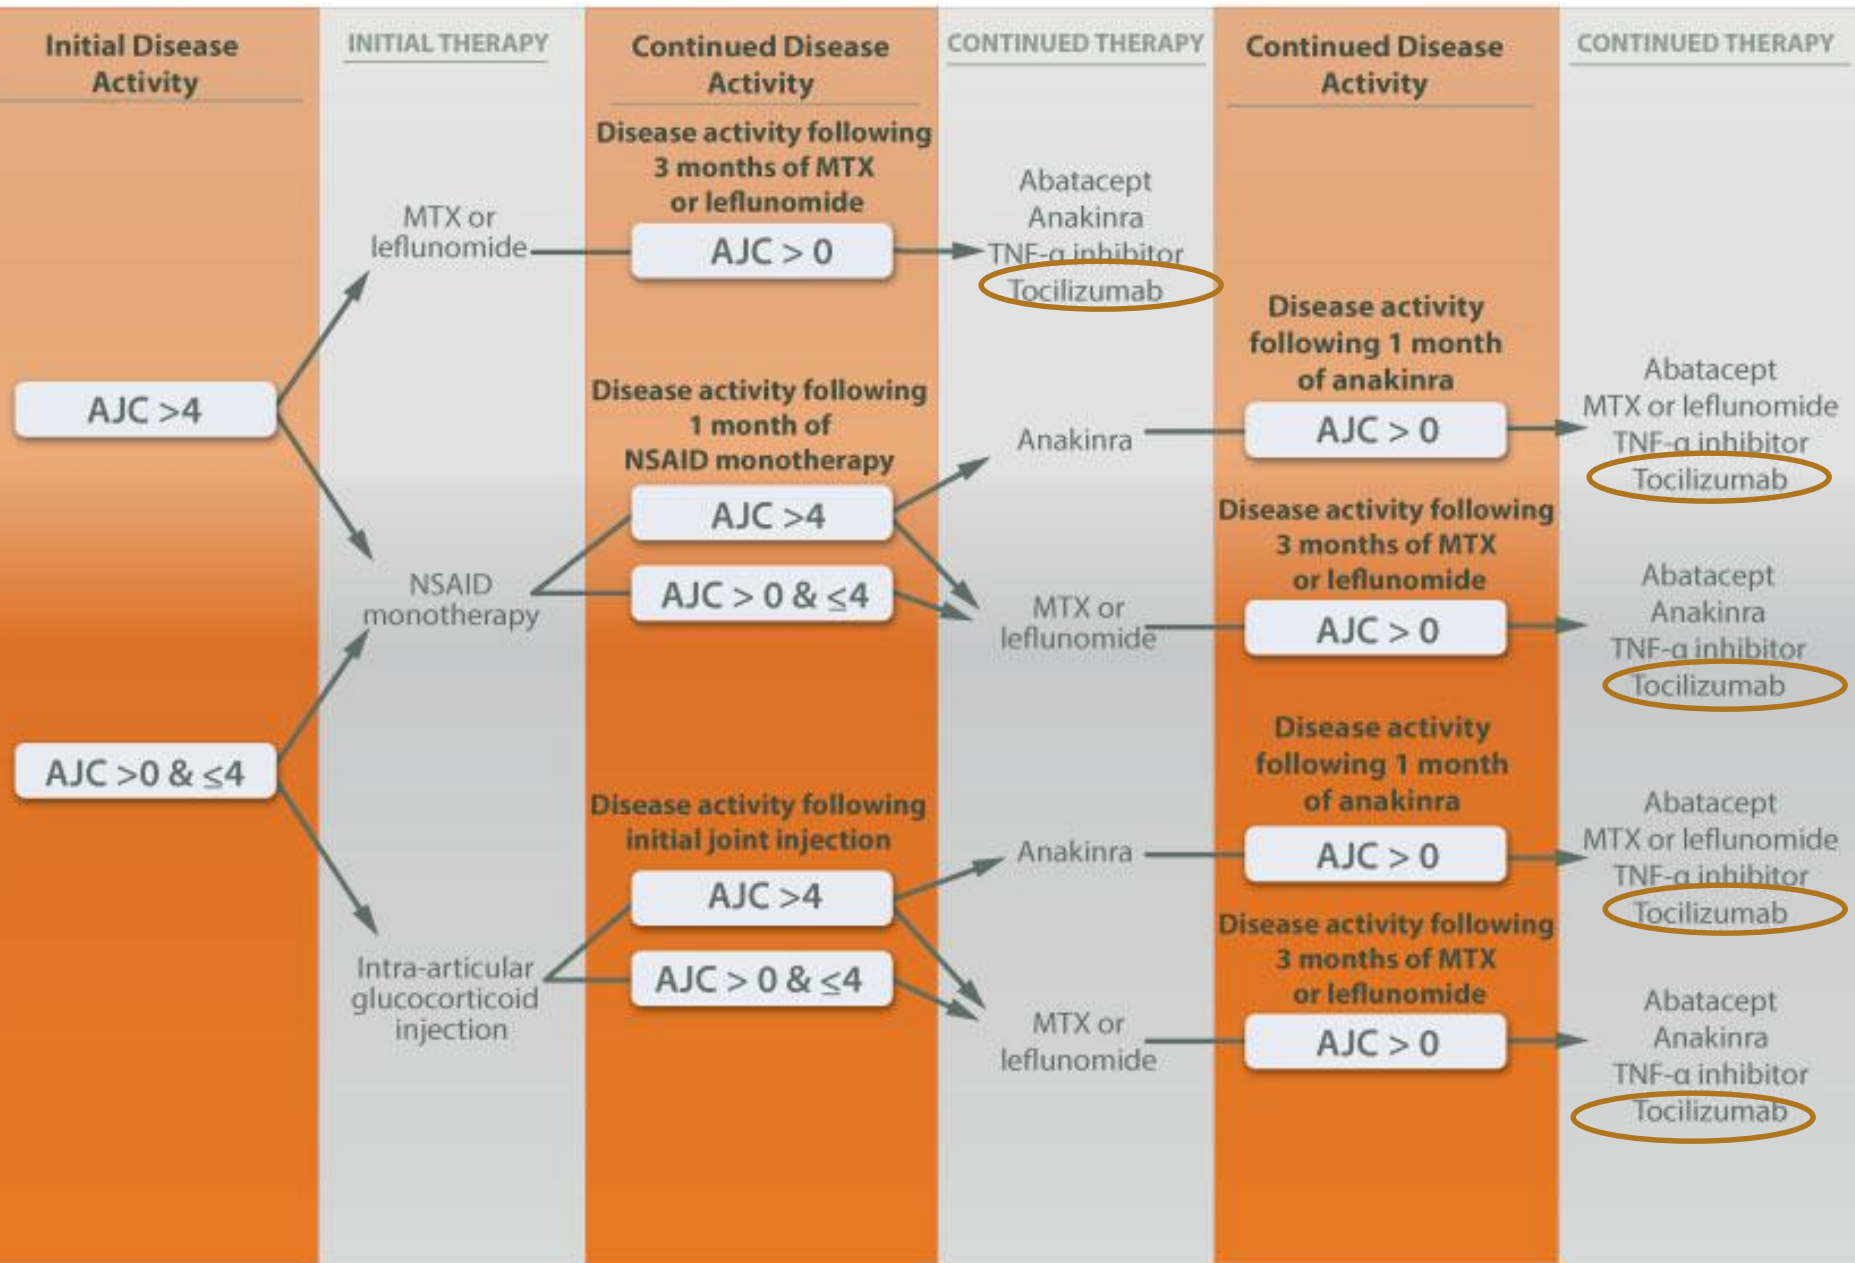 Initial Disease
Activity
INITIAL THERAPY
Continued Disease
Activity
CONTINUED THERAPY
Continued Disease
Activity
CONTINUED THERAPY
AJC >4
AJC >0 & ≤4
MTX or
leflunomide
NSAID
monotherapy
Intra-articular
glucocorticoid
injection
Disease activity following
3 months of MTX
or leflunomide
AJC > 0
Disease activity following
1 month of
NSAID monotherapy
AJC >4
AJC > 0 & ≤4
Disease activity following
initial joint injection
AJC >4
AJC > 0 & ≤4
Abatacept
Anakinra
TNF-α inhibitor
Tocilizumab
Anakinra
MTX or
leflunomide
Anakinra
MTX or
leflunomide
Disease activity
following 1 month
of anakinra
AJC > 0
Disease activity following
3 months of MTX
or leflunomide
AJC > 0
Disease activity
following 1 month
of anakinra
AJC > 0
Disease activity following
3 months of MTX
or leflunomide
AJC > 0
Abatacept
MTX or leflunomide
TNF-α inhibitor
Tocilizumab
Abatacept
Anakinra
TNF-α inhibitor
Tocilizumab
Abatacept
MTX or leflunomide
TNF-α inhibitor
Tocilizumab
Abatacept
Anakinra
TNF-α inhibitor
Tocilizumab